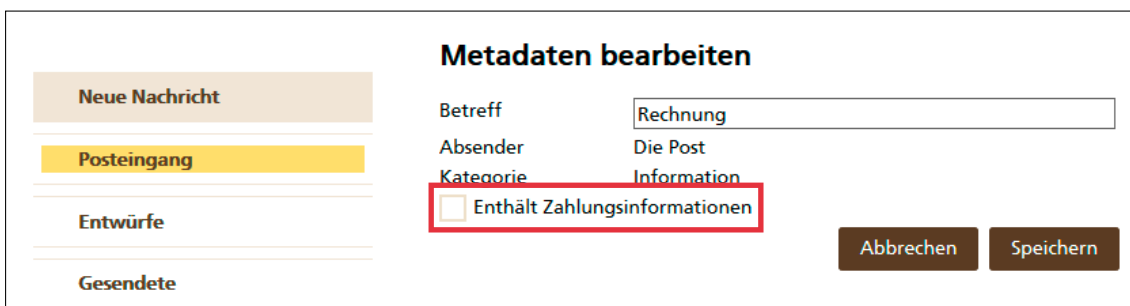 Metadaten bearbeiten
Neue Nachricht
Betreff Rechnung
Absender Die Post
Posteingang
Kategorie Information
Enthält Zahlungsinformationen
Entwürfe
Abbrechen Speichern
Gesendete